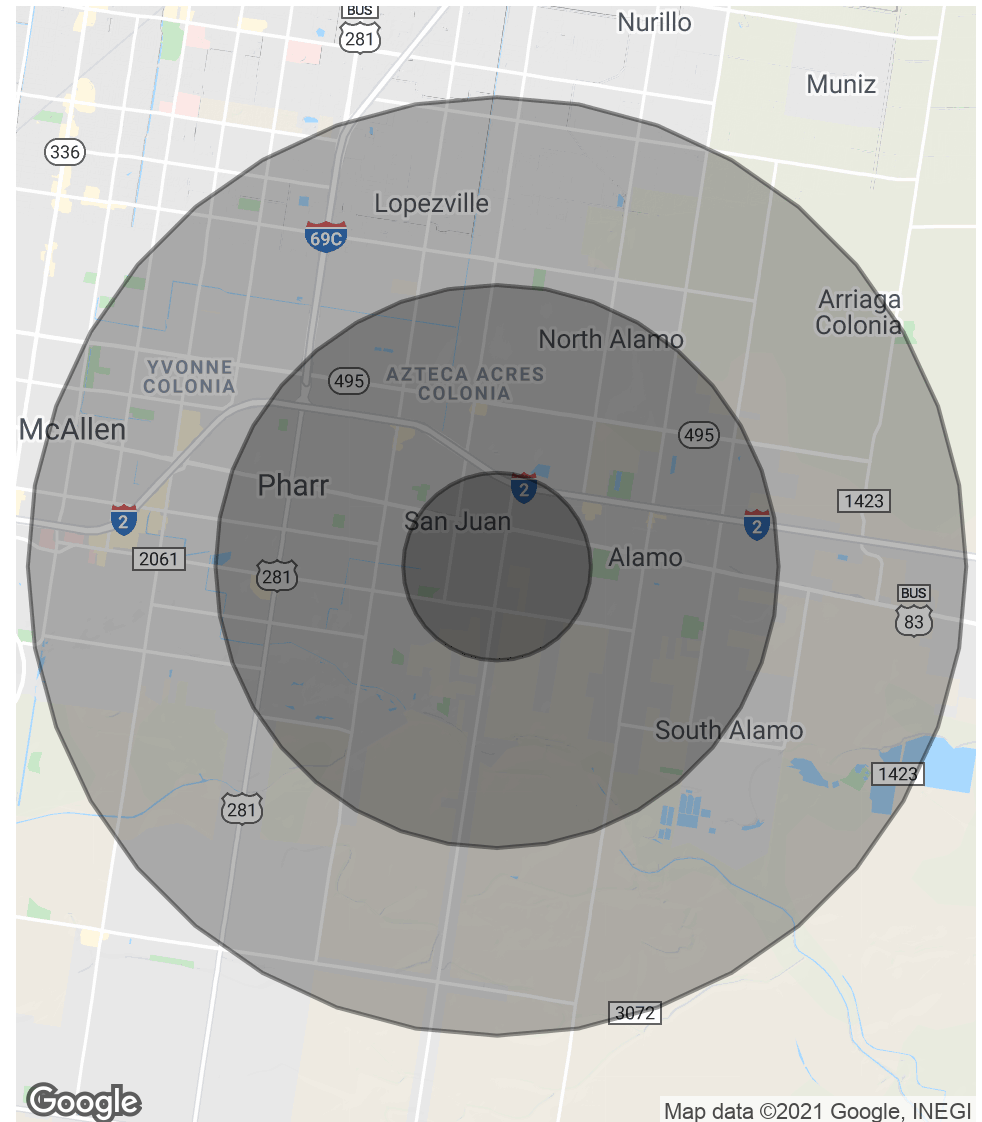 BUS
281
Nurillo
Muniz
336
Lopezville
69C
Arriaga
Colonia
North Alamo
YVONNE
COLONIA
495
AZTECA ACRES
COLONIA
McAllen
495
Pharr
2
1423
2
San Juan
2
2061
Alamo
281
BUS
83
South Alamo
1423
281
3072
Google
Map data ©2021 Google, INEGI